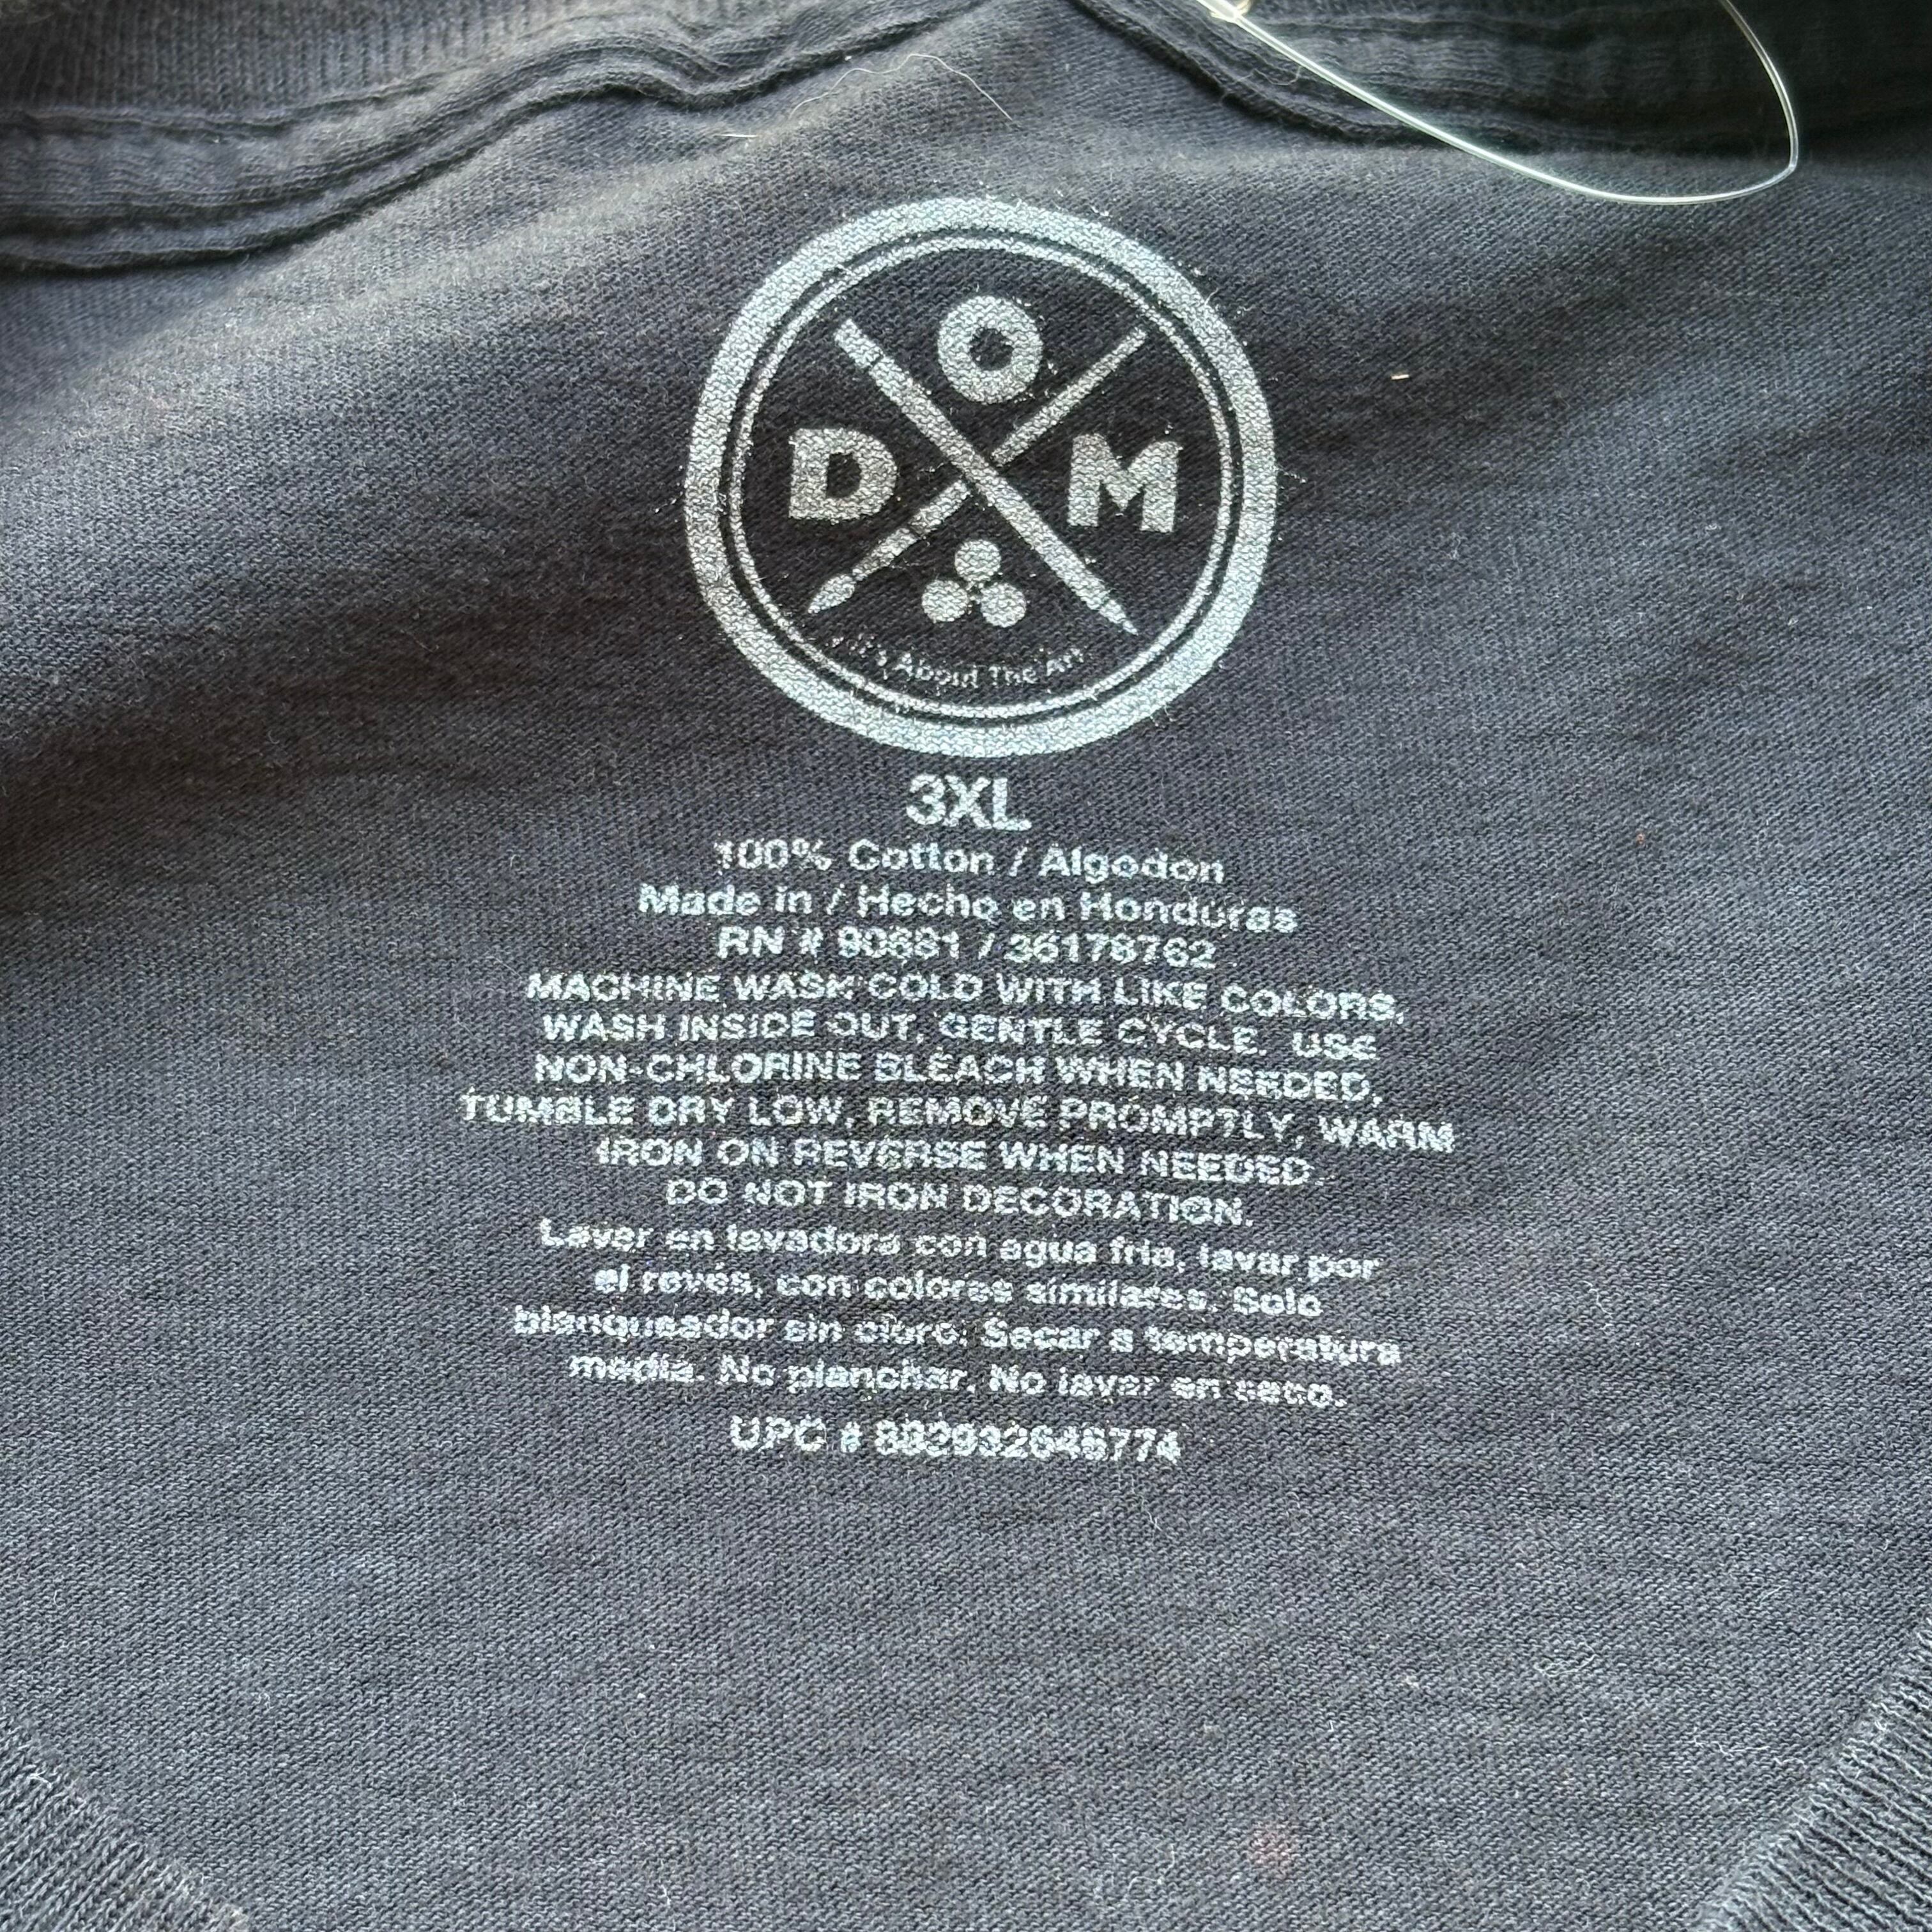 O
D M
It's About The Art
3XL
100% Cotton / Algodon
Made in / Hecho en Honduras
RN # 90681 / 36178762
MACHINE WASH COLD WITH LIKE COLORS,
WASH INSIDE OUT, GENTLE CYCLE. USE
NON-CHLORINE BLEACH WHEN NEEDED,
TUMBLE DRY LOW, REMOVE PROMPTLY, WARM
IRON ON REVERSE WHEN NEEDED.
DO NOT IRON DECORATION.
Lavar en lavadora con agua fria, lavar por
el revés, con colores similares. Solo
blanqueador sin cloro. Secar a temperatura
media. No planchar. No lavar en seco.
UPC # 882932646774